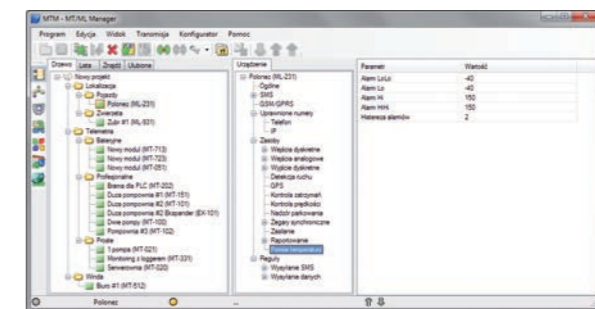 MTM - MT/ML Manager
Program Edycja Widok Transmisja Konfigurator Pomoc
Drzewo Lista Znajdź Ulubione
Nowy projekt
Lokalizacja
Pojazdy
Polonez (ML-231)
Zwierzęta
Żubr #1 (ML-931)
Telemetria
Bateryjne
Nowy moduł (MT-713)
Nowy moduł (MT-723)
Nowy moduł (MT-051)
Profesjonalne
Brama dla PLC (MT-202)
Duża pompownia #1 (MT-151)
Duża pompownia #2 (MT-101)
Duża pompownia #2 Ekspander (EX-101)
Dwie pompy (MT-100)
Pompownia #3 (MT-102)
Proste
1 pompa (MT-021)
Monitoring z loggerem (MT-331)
Serwerownia (MT-020)
Winda
Biuro #1 (MT-512)
Urządzenie
Polonez (ML-231)
Ogólne
SMS
GSM/GPRS
Uprawnione numery
Telefon
IP
Zasoby
Wejścia dyskretne
Wejścia analogowe
Wyjścia dyskretne
Detekcja ruchu
GPS
Kontrola zatrzymań
Kontrola prędkości
Nadzór parkowania
Zegary synchroniczne
Zasilanie
Raportowanie
Pomiar temperatury
Reguły
Wysyłanie SMS
Wysyłanie danych
Parametr Wartość
Alarm LoLo -40
Alarm Lo -40
Alarm Hi 150
Alarm HiHi 150
Histereza alarmów 2
Polonez